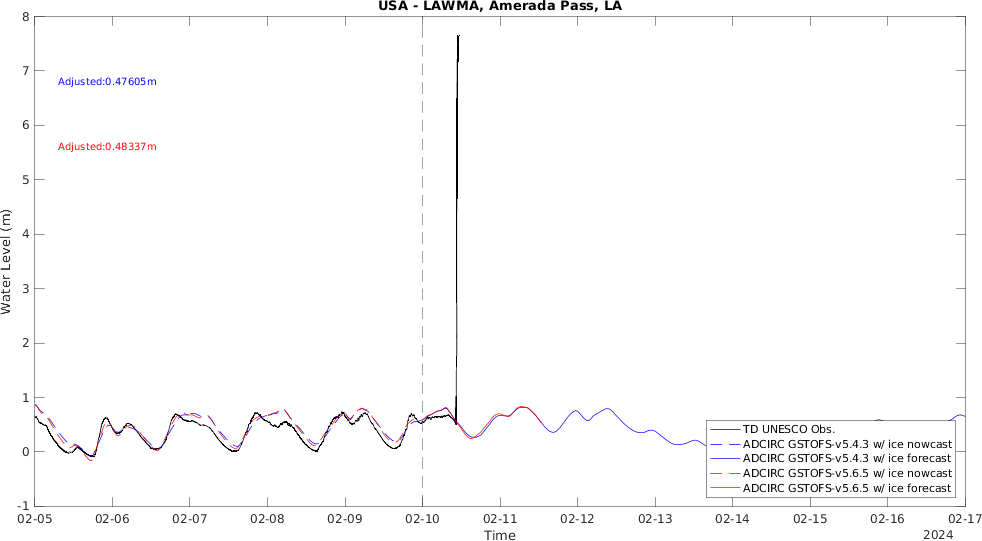 USA - LAWMA, Amerada Pass, LA
8
7
6
5
4
3
2
1
0
-1
Water Level (m)
Adjusted:0.47605m
Adjusted:0.48337m
TD UNESCO Obs.
ADCIRC GSTOFS-v5.4.3 w/ ice nowcast
ADCIRC GSTOFS-v5.4.3 w/ ice forecast
ADCIRC GSTOFS-v5.6.5 w/ ice nowcast
ADCIRC GSTOFS-v5.6.5 w/ ice forecast
02-05 02-06 02-07 02-08 02-09 02-10 02-11 02-12 02-13 02-14 02-15 02-16 02-17
Time
2024